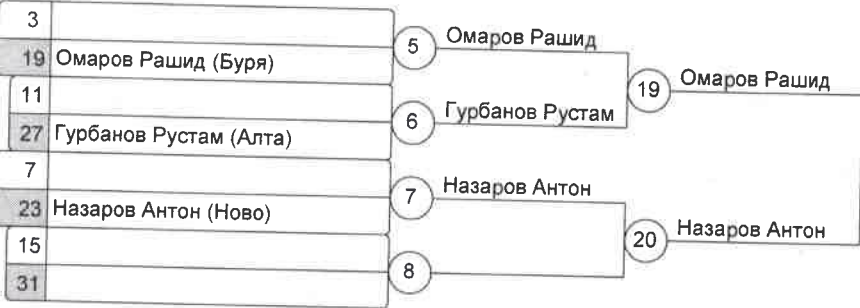 3
19 Омаров Рашид (Буря)
11
27 Гурбанов Рустам (Алта)
7
23 Назаров Антон (Ново)
15
31
5 Омаров Рашид
6 Гурбанов Рустам
7 Назаров Антон
8
19 Омаров Рашид
20 Назаров Антон